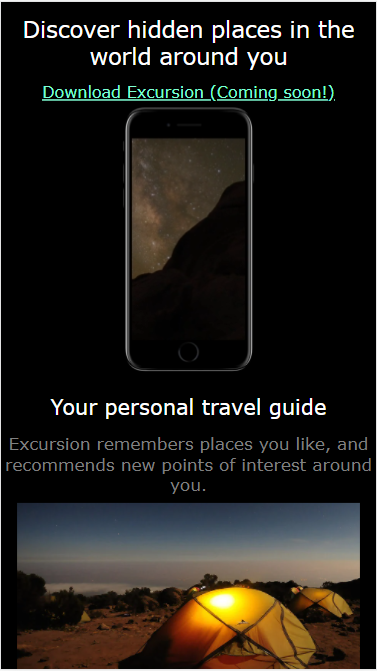 Discover hidden places in the
world around you
Download Excursion (Coming soon!)
Your personal travel guide
Excursion remembers places you like, and
recommends new points of interest around
you.